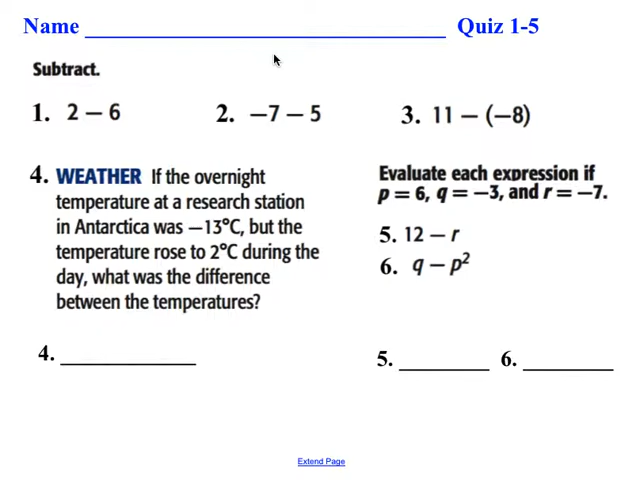 Name ______________________________ Quiz 1-5
Subtract.
1. 2 – 6 2. –7 – 5 3. 11 – (–8)
4. WEATHER If the overnight
temperature at a research station
in Antarctica was –13°C, but the
temperature rose to 2°C during the
day, what was the difference
between the temperatures?
Evaluate each expression if
p = 6, q = –3, and r = –7.
5. 12 – r
6. q – p²
4. ____________ 5. ________ 6. ________
Extend Page